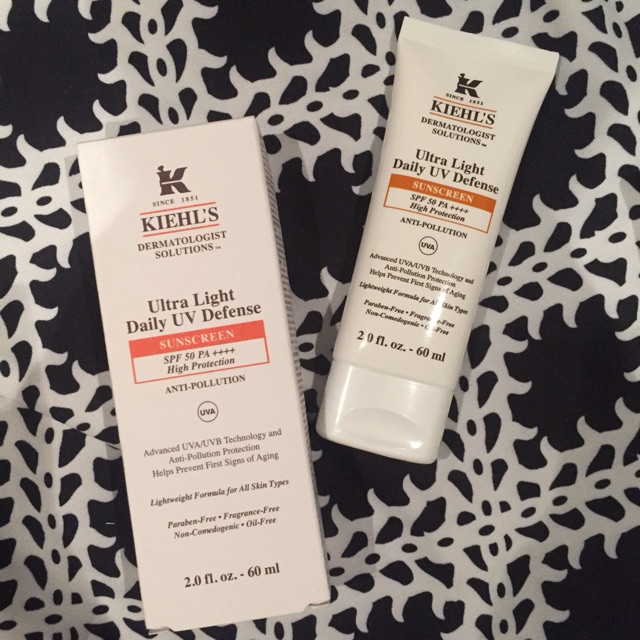 K
SINCE 1851
KIEHL'S
DERMATOLOGIST
SOLUTIONS™
Ultra Light
Daily UV Defense
SUNSCREEN
SPF 50 PA ++++
High Protection
ANTI-POLLUTION
UVA
Advanced UVA/UVB Technology and
Anti-Pollution Protection
Helps Prevent First Signs of Aging
Lightweight Formula for All Skin Types
Paraben-Free • Fragrance-Free
Non-Comedogenic • Oil-Free
2.0 fl. oz. - 60 ml
K
SINCE 1851
KIEHL'S
DERMATOLOGIST
SOLUTIONS™
Ultra Light
Daily UV Defense
SUNSCREEN
SPF 50 PA ++++
High Protection
ANTI-POLLUTION
UVA
Advanced UVA/UVB Technology and
Anti-Pollution Protection
Helps Prevent First Signs of Aging
Lightweight Formula for All Skin Types
Paraben-Free • Fragrance-Free
Non-Comedogenic • Oil-Free
2.0 fl. oz. - 60 ml